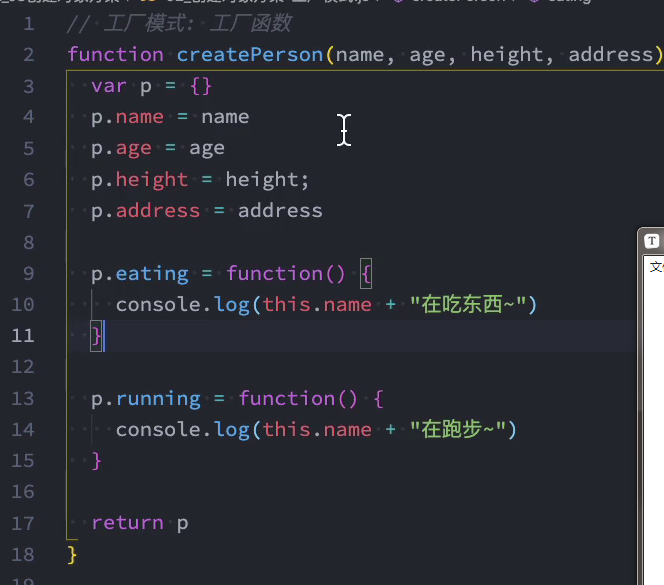 1 // 工厂模式: 工厂函数
2 function createPerson(name, age, height, address)
3 var p = {}
4 p.name = name
5 p.age = age
6 p.height = height;
7 p.address = address
8
9 p.eating = function() {
10 console.log(this.name + "在吃东西~")
11 }
12
13 p.running = function() {
14 console.log(this.name + "在跑步~")
15 }
16
17 return p
18 }
T